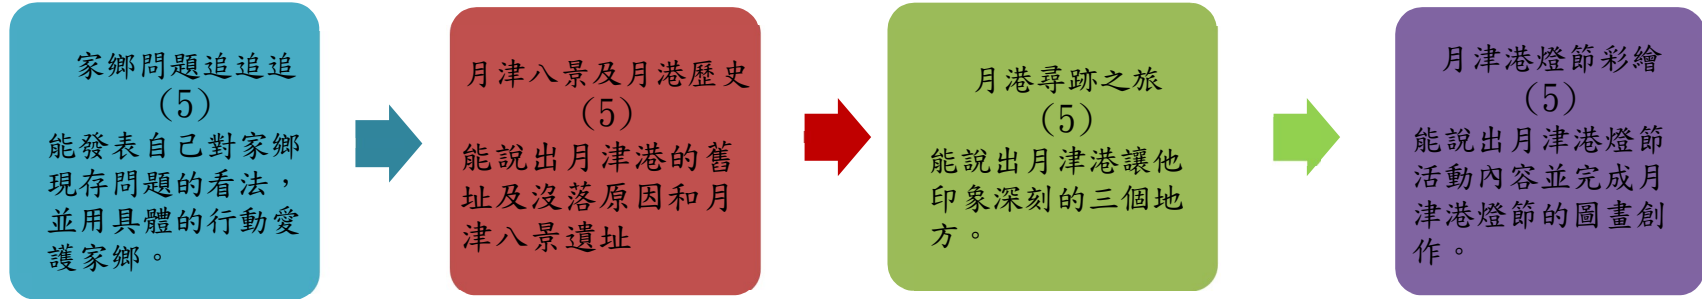 家鄉問題追追追
(5)
能發表自己對家鄉
現存問題的看法，
並用具體的行動愛
護家鄉。
月津八景及月港歷史
(5)
能說出月津港的舊
址及沒落原因和月
津八景遺址
月港尋跡之旅
(5)
能說出月津港讓他
印象深刻的三個地
方。
月津港燈節彩繪
(5)
能說出月津港燈節
活動內容並完成月
津港燈節的圖畫創
作。